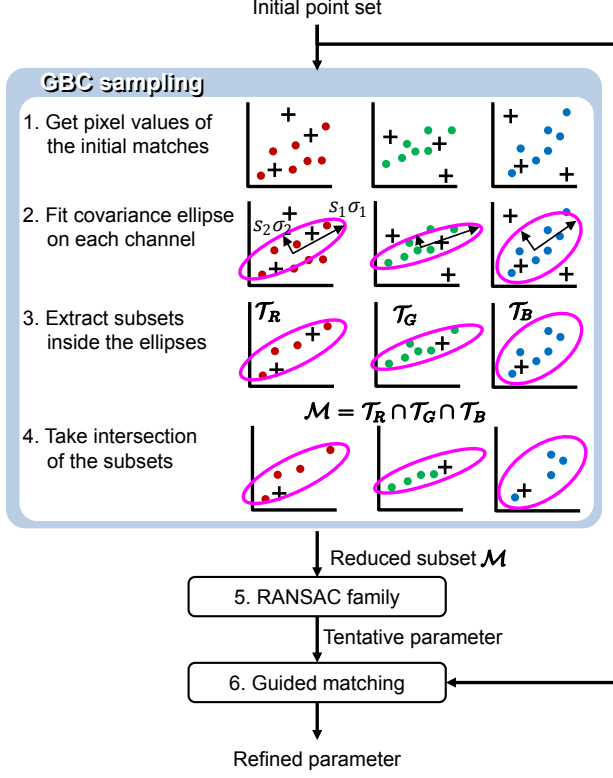 Initial point set
GBC sampling
1. Get pixel values of
the initial matches
2. Fit covariance ellipse
on each channel
s₂σ₂
s₁σ₁
3. Extract subsets
inside the ellipses
𝒯_R
𝒯_G
𝒯_B
ℳ = 𝒯_R ∩ 𝒯_G ∩ 𝒯_B
4. Take intersection
of the subsets
Reduced subset ℳ
5. RANSAC family
Tentative parameter
6. Guided matching
Refined parameter